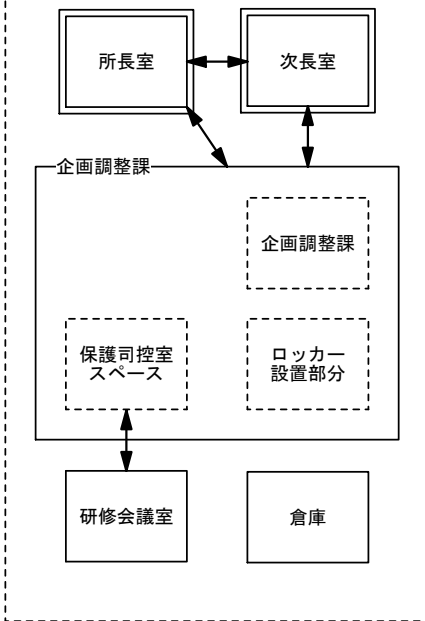 所長室
次長室
企画調整課
企画調整課
保護司控室
スペース
ロッカー
設置部分
研修会議室
倉庫